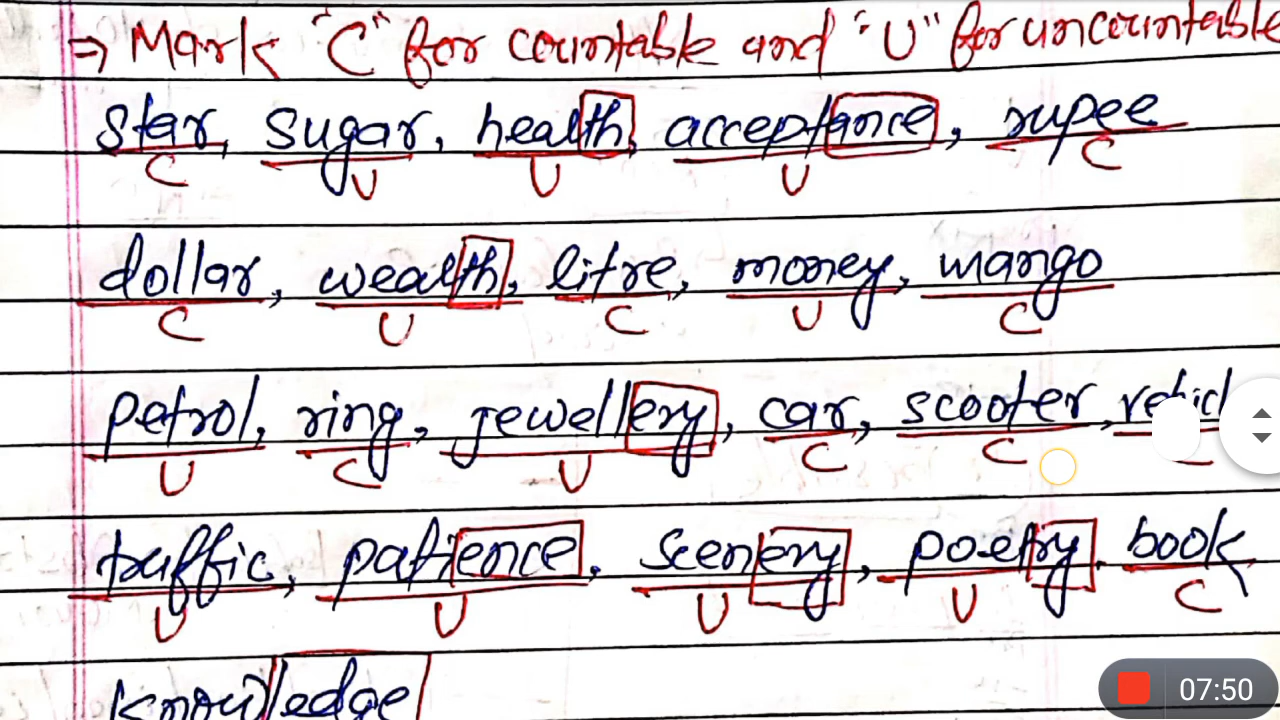 ⇒ Mark "C" for countable and "U" for uncountable
star, sugar, health, acceptance, rupee
C U U U C
dollar, wealth, litre, money, mango
C U C U C
petrol, ring, jewellery, car, scooter,
U C U C C C
traffic, patience, scenery, poetry, book
U U U U C
knowledge
07:50